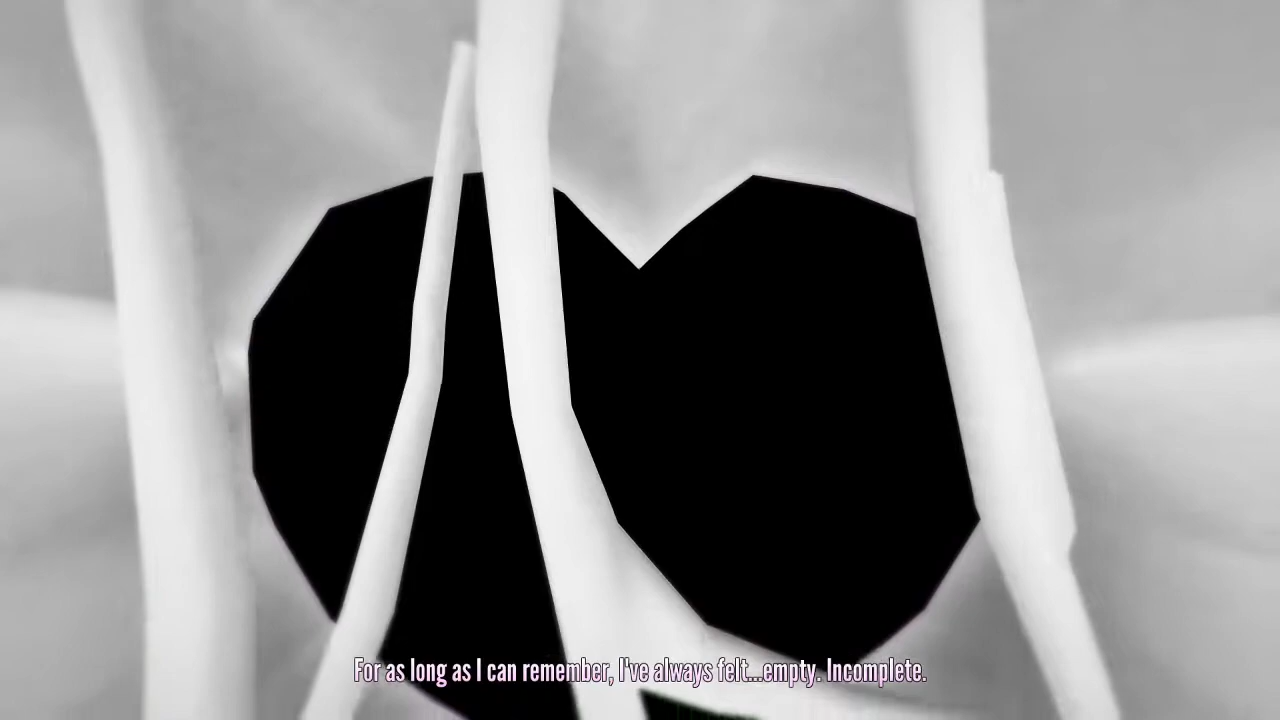 For as long as I can remember, I've always felt...empty. Incomplete.